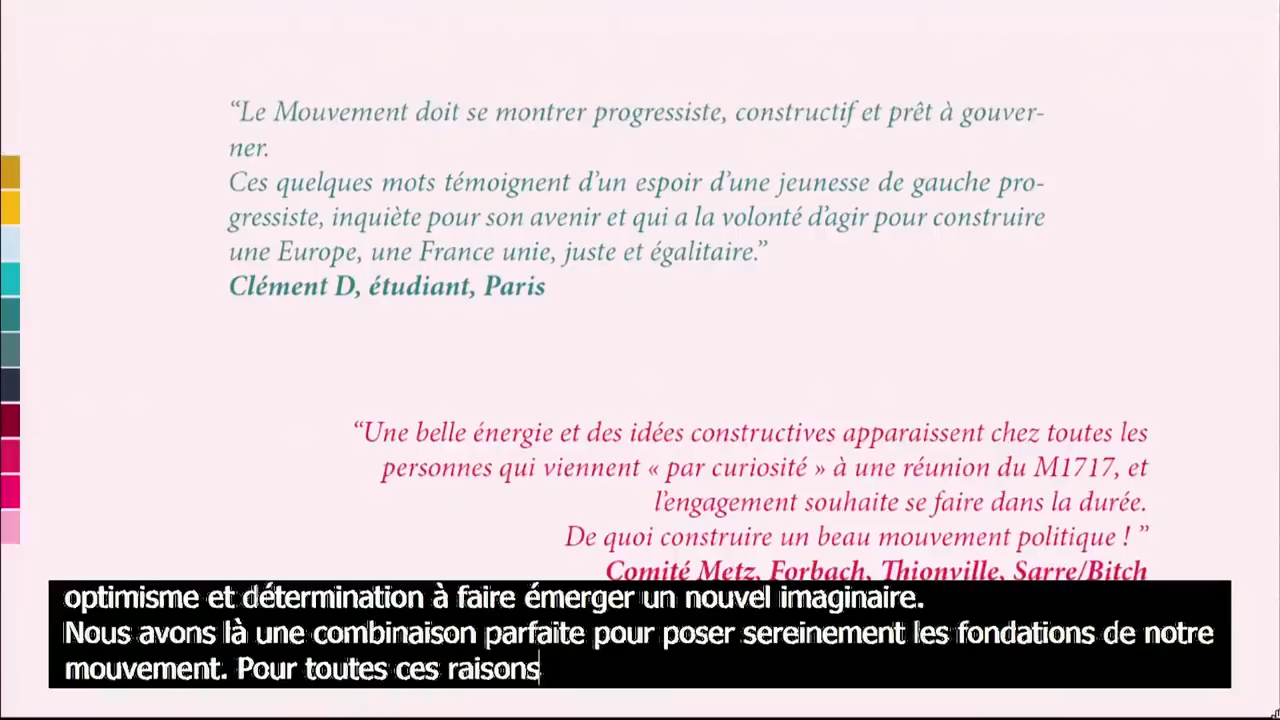 “Le Mouvement doit se montrer progressiste, constructif et prêt à gouver-
ner.
Ces quelques mots témoignent d’un espoir d’une jeunesse de gauche pro-
gressiste, inquiète pour son avenir et qui a la volonté d’agir pour construire
une Europe, une France unie, juste et égalitaire.”
Clément D, étudiant, Paris
“Une belle énergie et des idées constructives apparaissent chez toutes les
personnes qui viennent « par curiosité » à une réunion du M1717, et
l’engagement souhaite se faire dans la durée.
De quoi construire un beau mouvement politique ! ”
Comité Metz, Forbach, Thionville, Sarre/Bitch
optimisme et détermination à faire émerger un nouvel imaginaire.
Nous avons là une combinaison parfaite pour poser sereinement les fondations de notre
mouvement. Pour toutes ces raisons